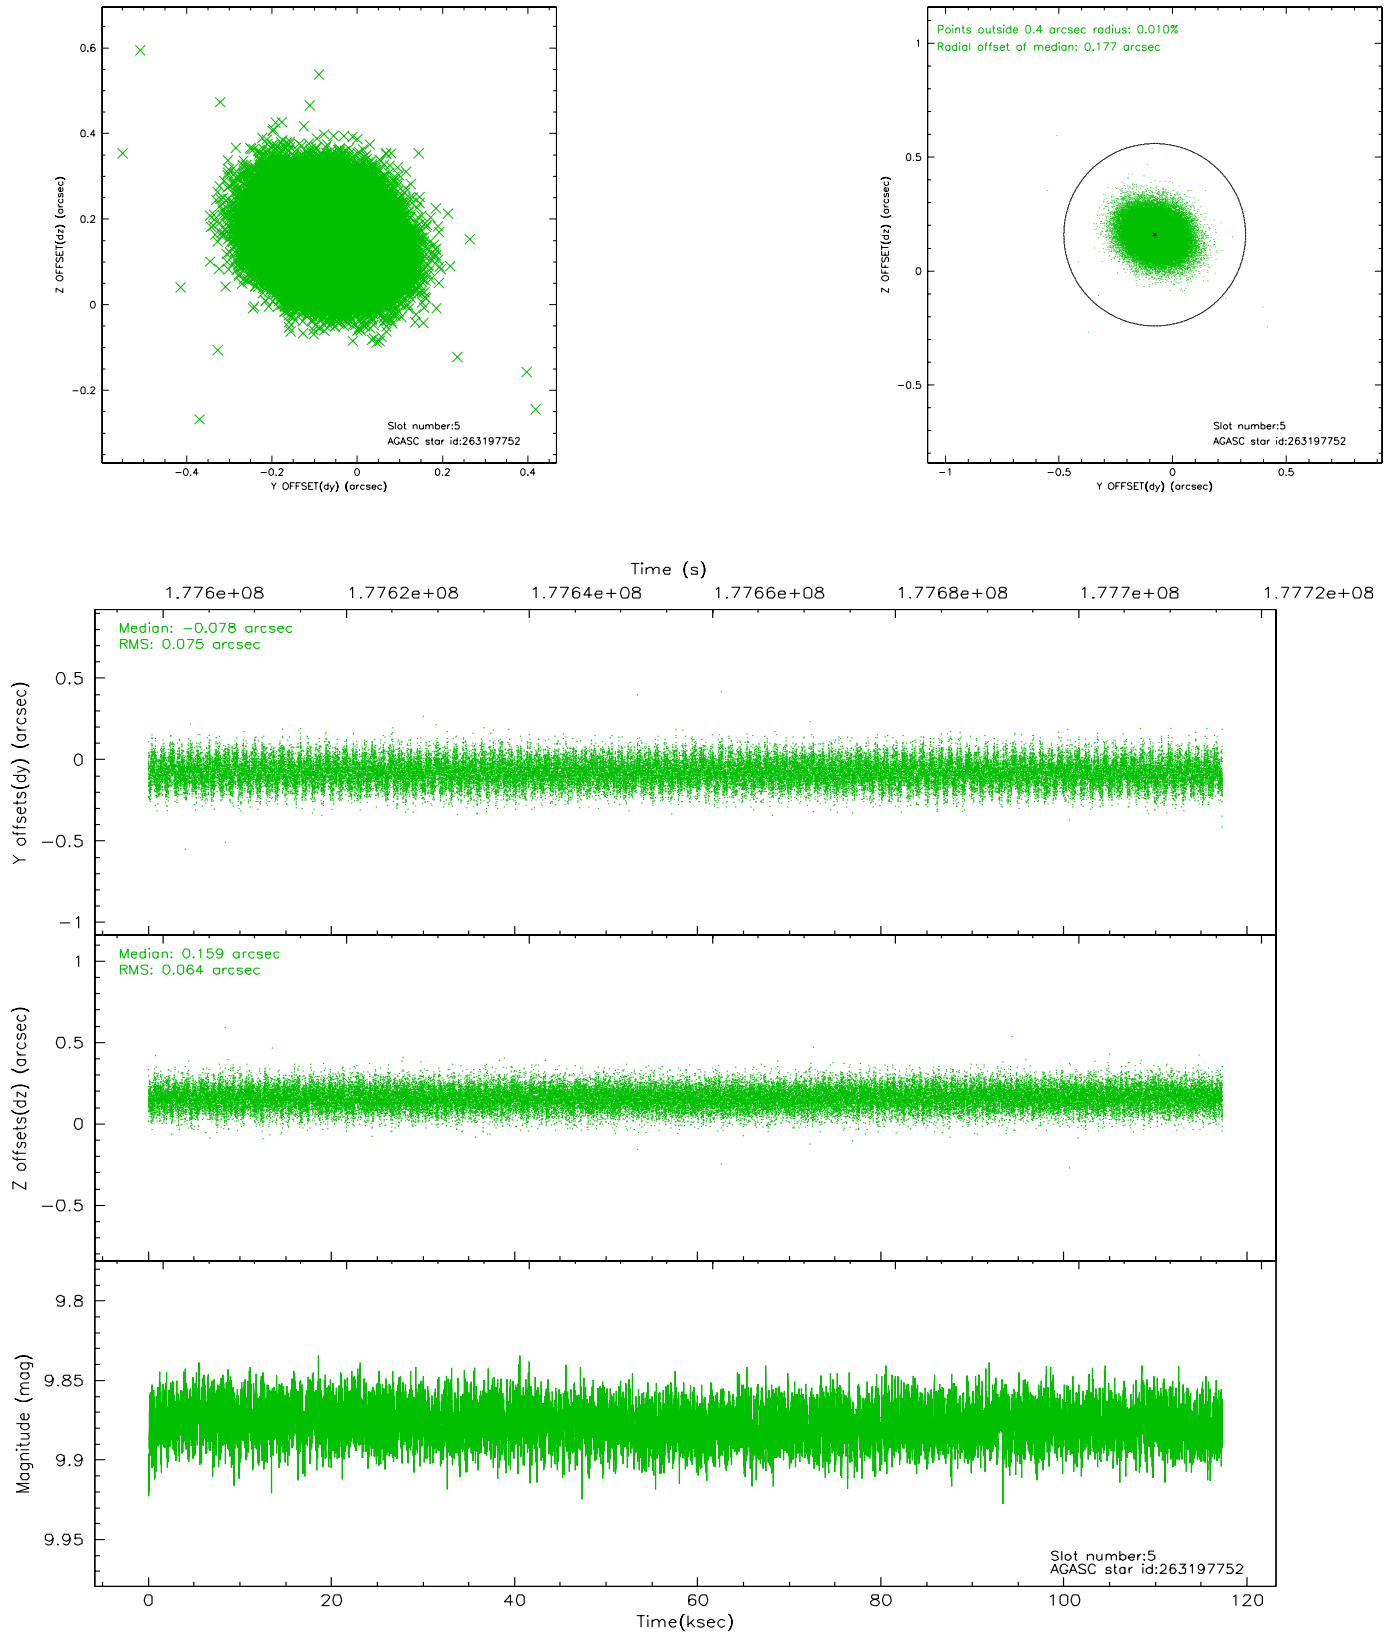 0.6
0.4
0.2
0
−0.2
Z OFFSET(dz) (arcsec)
−0.4
−0.2
0
0.2
0.4
Y OFFSET(dy) (arcsec)
Slot number:5
AGASC star id:263197752
Points outside 0.4 arcsec radius: 0.010%
Radial offset of median: 0.177 arcsec
1
0.5
0
−0.5
Z OFFSET(dz) (arcsec)
−1
−0.5
0
0.5
Y OFFSET(dy) (arcsec)
Slot number:5
AGASC star id:263197752
Time (s)
1.776e+08
1.7762e+08
1.7764e+08
1.7766e+08
1.7768e+08
1.777e+08
1.7772e+08
Median: −0.078 arcsec
RMS: 0.075 arcsec
0.5
0
−0.5
−1
Y offsets(dy) (arcsec)
Median: 0.159 arcsec
RMS: 0.064 arcsec
1
0.5
0
−0.5
Z offsets(dz) (arcsec)
9.8
9.85
9.9
9.95
Magnitude (mag)
Slot number:5
AGASC star id:263197752
0
20
40
60
80
100
120
Time(ksec)